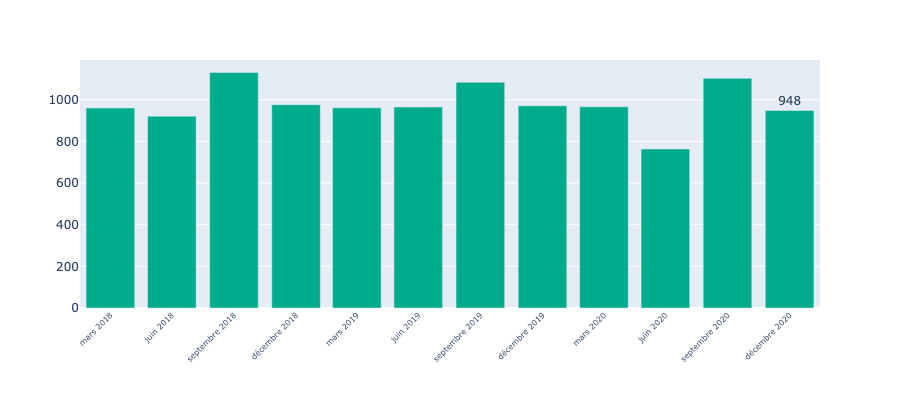 1000
800
600
400
200
0
948
mars 2018
juin 2018
septembre 2018
décembre 2018
mars 2019
juin 2019
septembre 2019
décembre 2019
mars 2020
juin 2020
septembre 2020
décembre 2020